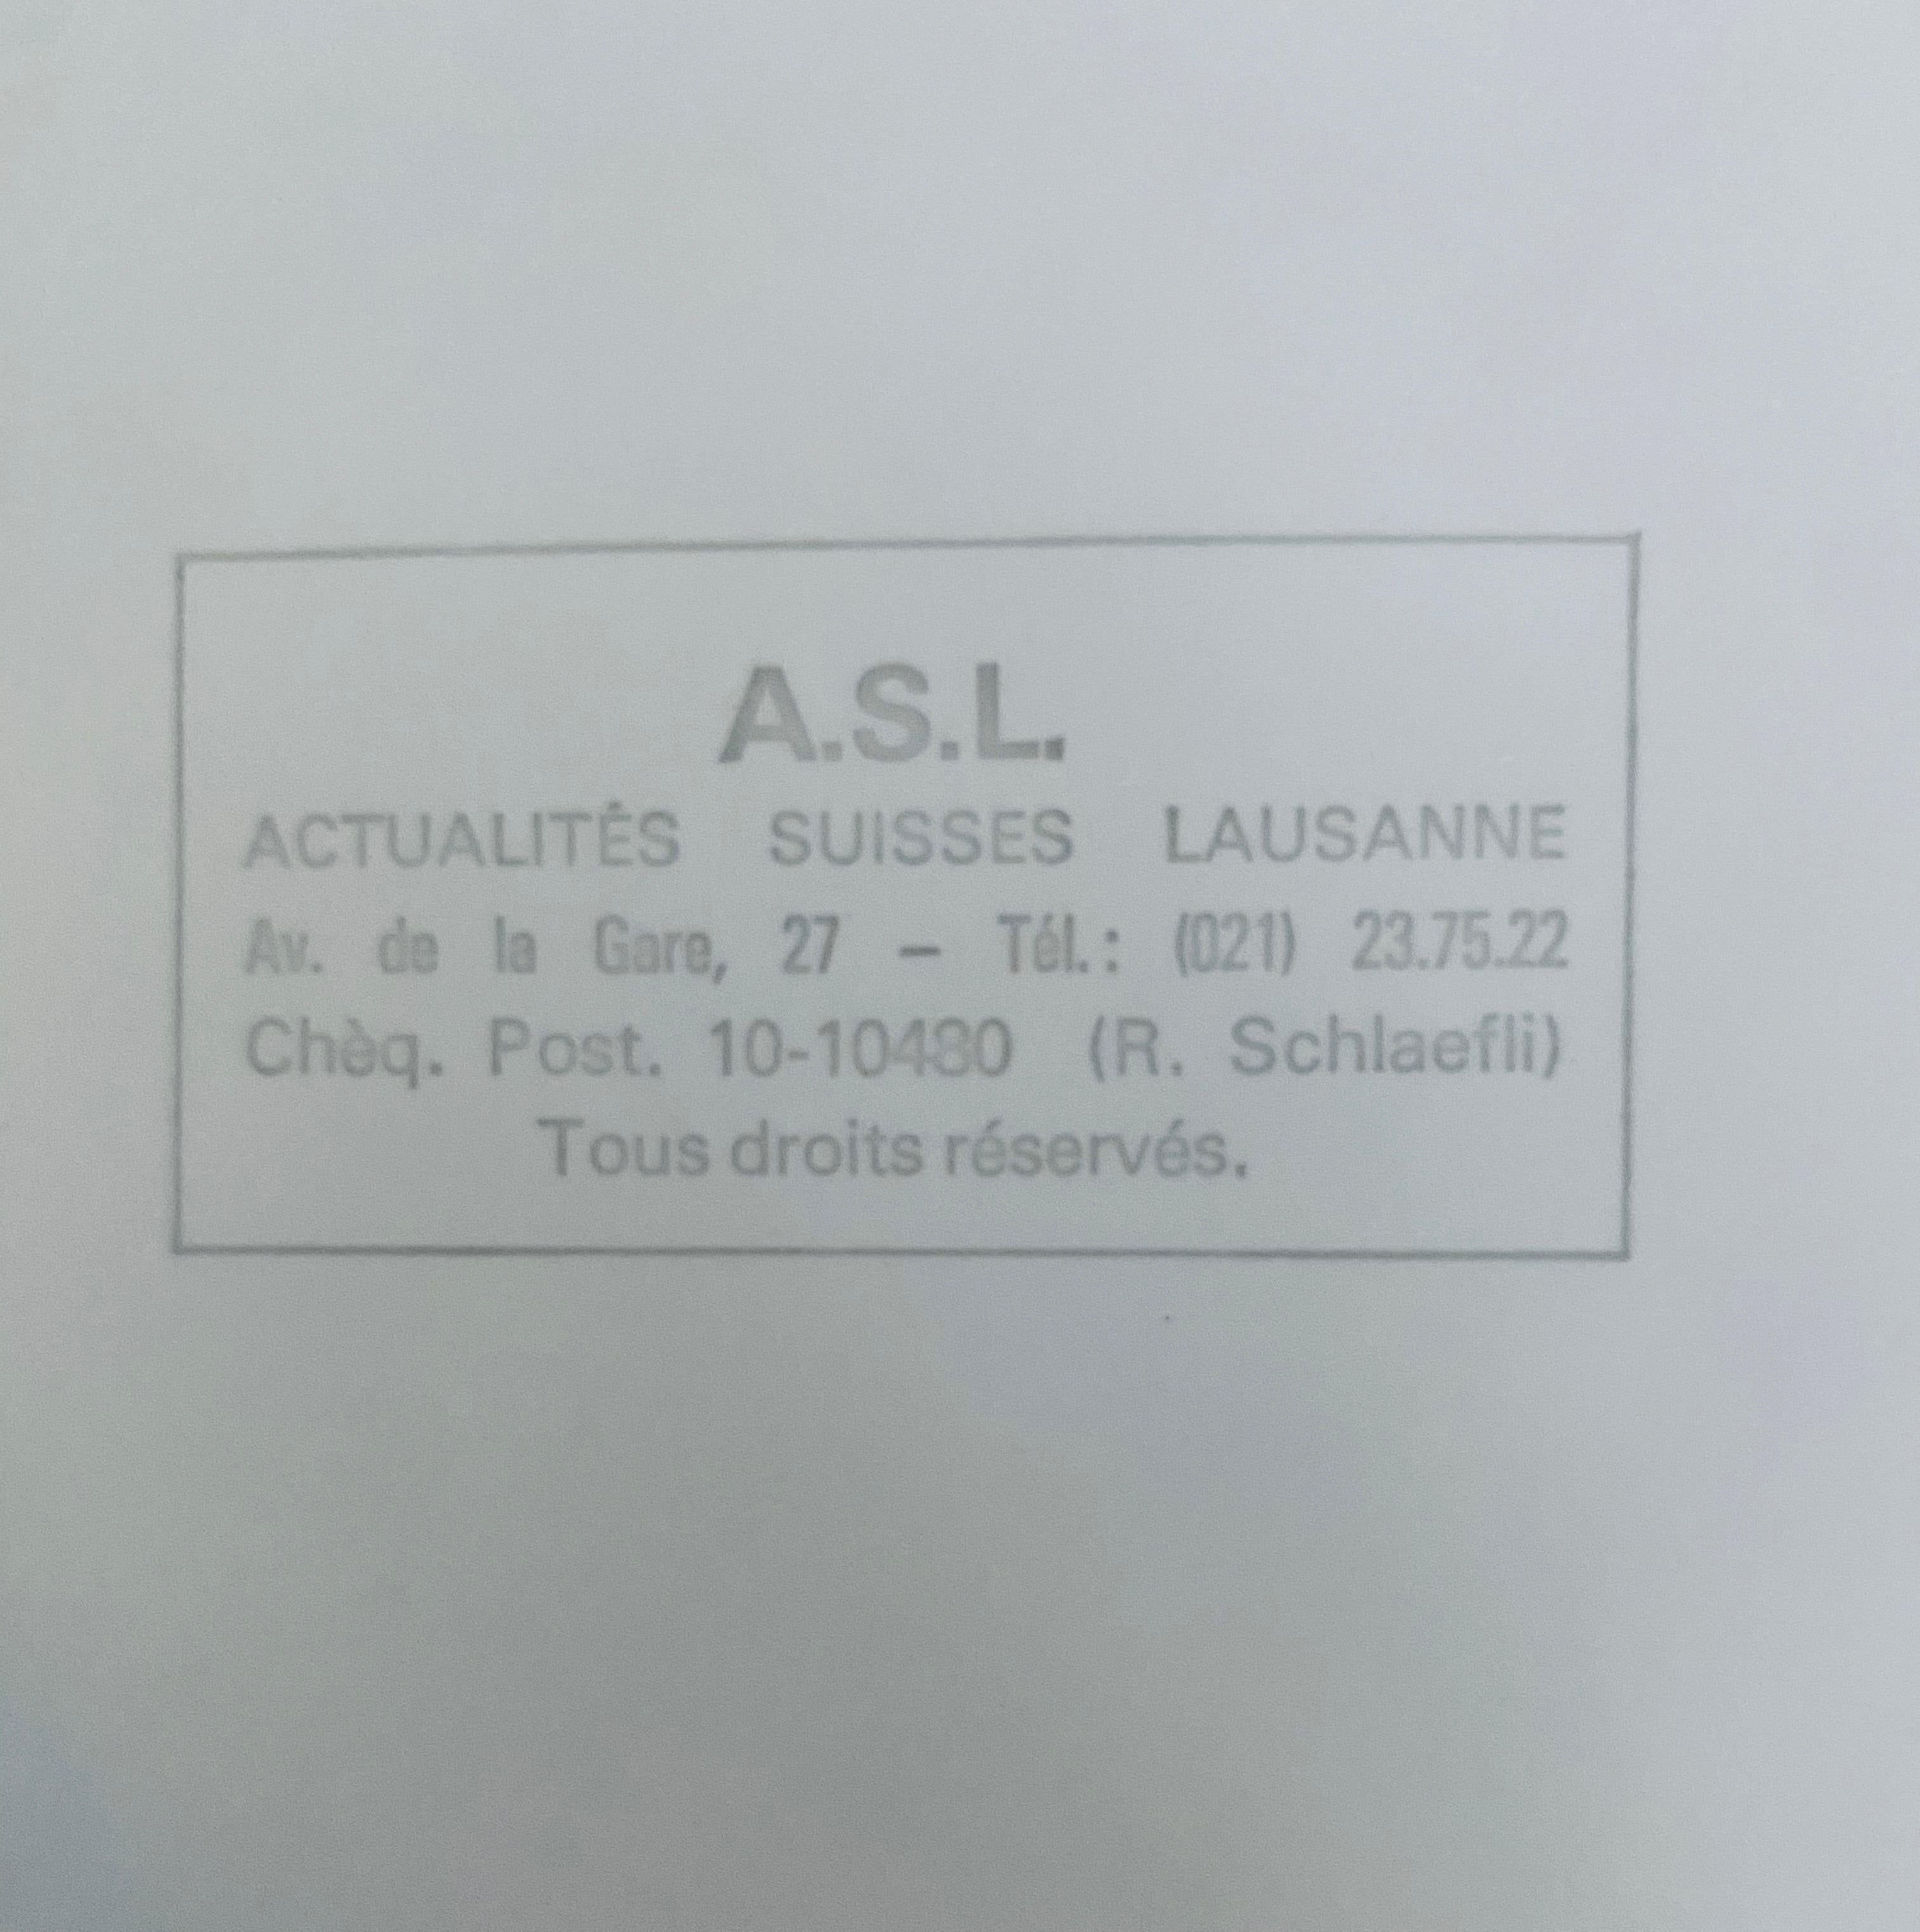 A.S.L.
ACTUALITÉS SUISSES LAUSANNE
Av. de la Gare, 27 – Tél.: (021) 23.75.22
Chèq. Post. 10-10480 (R. Schlaefli)
Tous droits réservés.